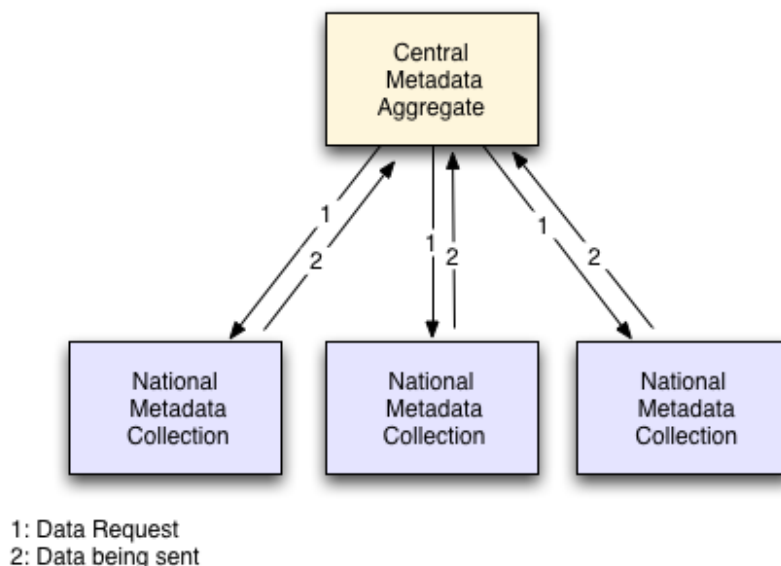 Central
Metadata
Aggregate
1
2
1
2
1
2
National
Metadata
Collection
National
Metadata
Collection
National
Metadata
Collection
1: Data Request
2: Data being sent